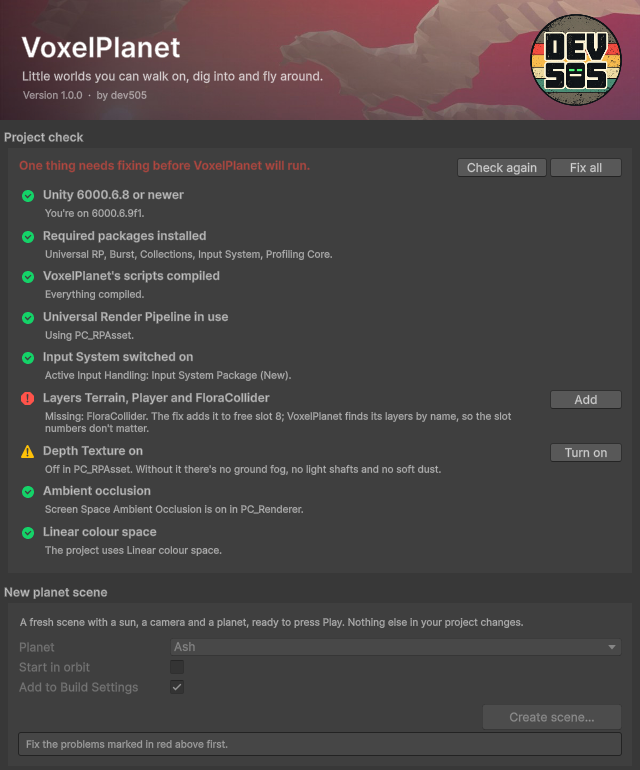 VoxelPlanet
Little worlds you can walk on, dig into and fly around.
Version 1.0.0 · by dev505
DEV
505
Project check
One thing needs fixing before VoxelPlanet will run.
Check again
Fix all
Unity 6000.6.8 or newer
You're on 6000.6.9f1.
Required packages installed
Universal RP, Burst, Collections, Input System, Profiling Core.
VoxelPlanet's scripts compiled
Everything compiled.
Universal Render Pipeline in use
Using PC_RPAsset.
Input System switched on
Active Input Handling: Input System Package (New).
Layers Terrain, Player and FloraCollider
Missing: FloraCollider. The fix adds it to free slot 8; VoxelPlanet finds its layers by name, so the slot
numbers don't matter.
Add
Depth Texture on
Off in PC_RPAsset. Without it there's no ground fog, no light shafts and no soft dust.
Turn on
Ambient occlusion
Screen Space Ambient Occlusion is on in PC_Renderer.
Linear colour space
The project uses Linear colour space.
New planet scene
A fresh scene with a sun, a camera and a planet, ready to press Play. Nothing else in your project changes.
Planet
Ash
Start in orbit
Add to Build Settings
Create scene...
Fix the problems marked in red above first.